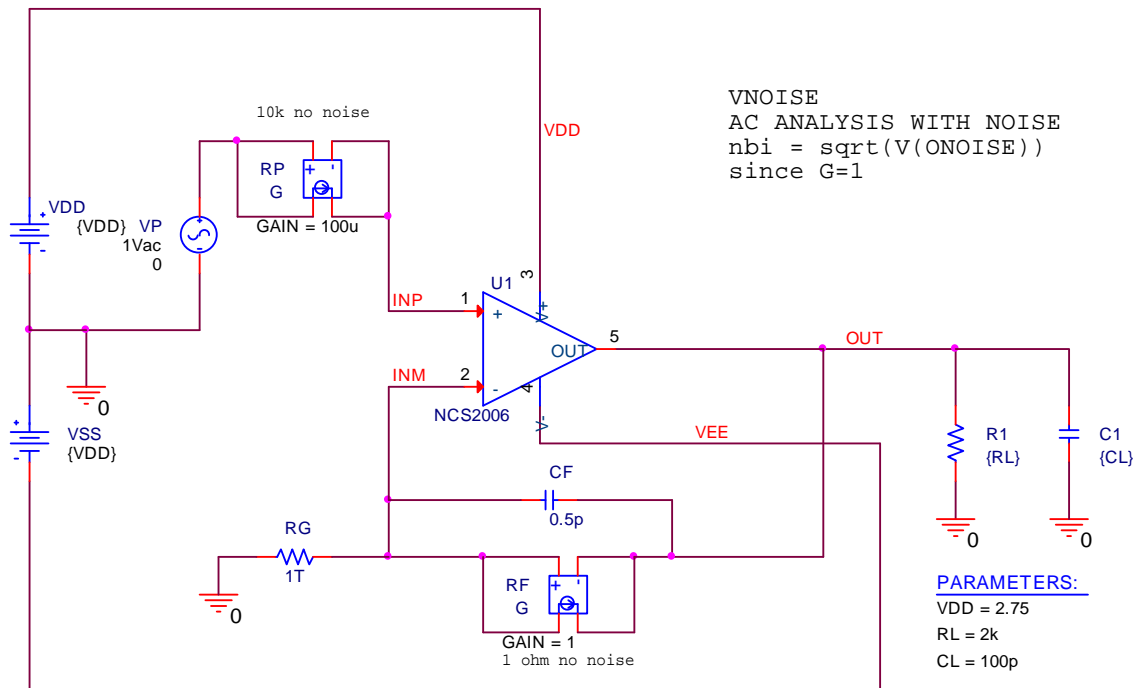 VNOISE
AC ANALYSIS WITH NOISE
nbi = sqrt(V(ONOISE))
since G=1
10k no noise
VDD
RP
G
+ -
GAIN = 100u
VDD
+
{VDD}
-
VP
1Vac
0
+
-
U1
3
V+
INP
1
+
INM
2
-
OUT
5
OUT
4
V-
NCS2006
VEE
0
VSS
{VDD}
+
-
R1
{RL}
0
C1
{CL}
0
CF
0.5p
RG
1T
0
RF
G
+ -
GAIN = 1
1 ohm no noise
PARAMETERS:
VDD = 2.75
RL = 2k
CL = 100p